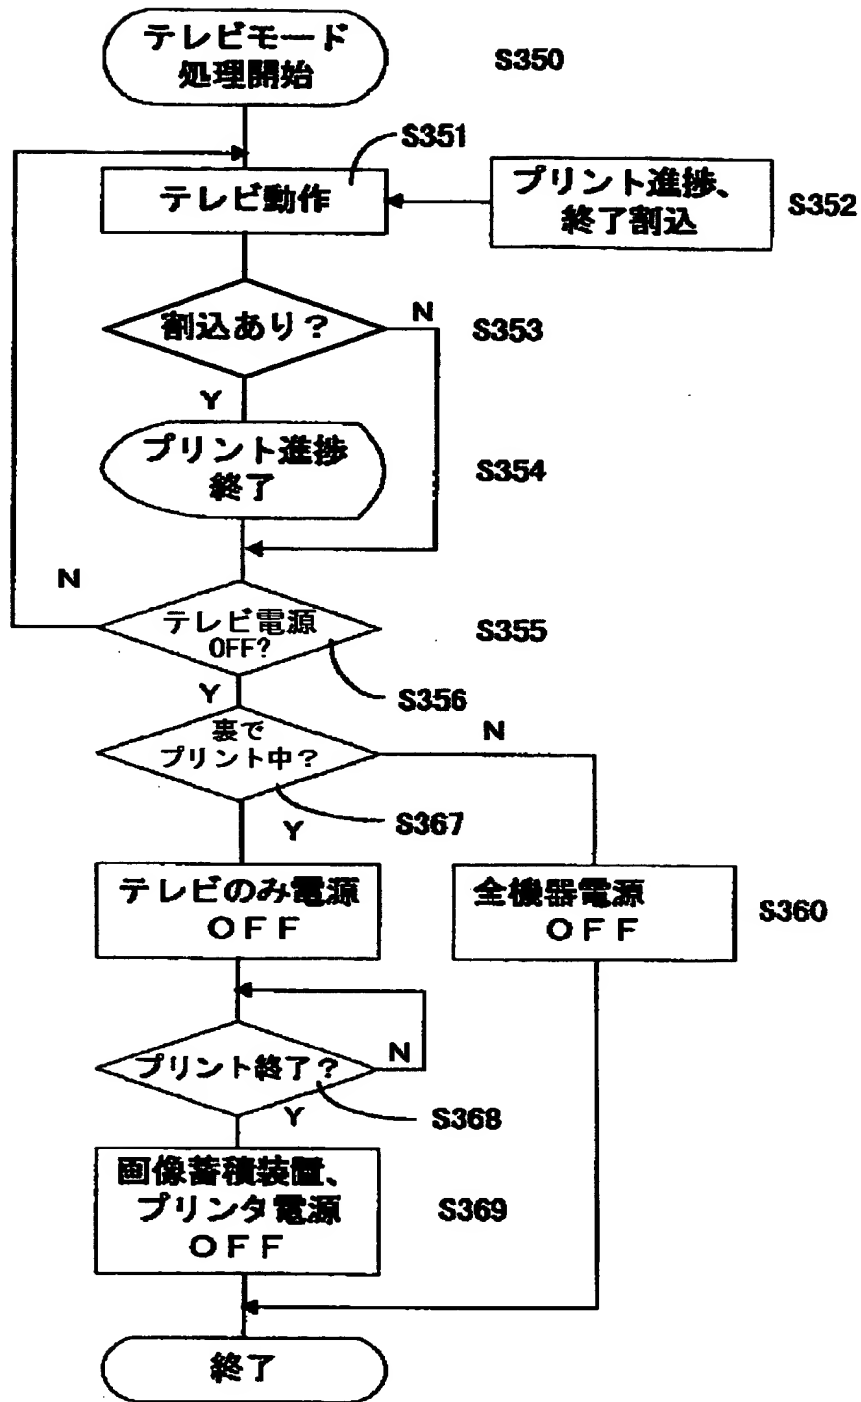 テレビモード
処理開始
S350
S351
テレビ動作
プリント進捗、
終了割込
S352
割込あり？
N
S353
Y
プリント進捗
終了
S354
N
テレビ電源
OFF?
S355
Y
S356
裏で
プリント中？
N
S367
Y
テレビのみ電源
ＯＦＦ
全機器電源
ＯＦＦ
S360
プリント終了？
N
S368
Y
画像蓄積装置、
プリンタ電源
ＯＦＦ
S369
終了